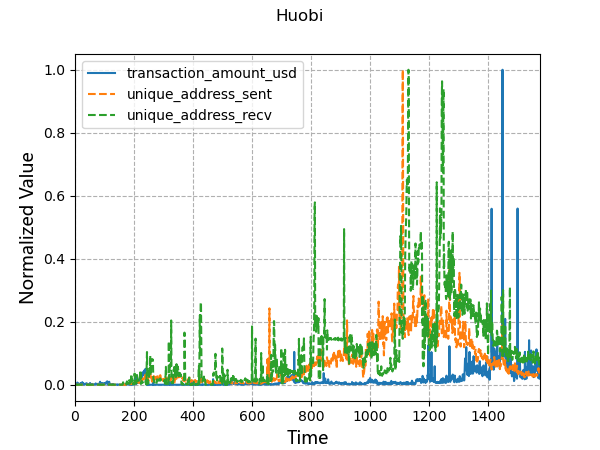 Huobi
transaction_amount_usd
unique_address_sent
unique_address_recv
Normalized Value
1.0
0.8
0.6
0.4
0.2
0.0
0 200 400 600 800 1000 1200 1400
Time